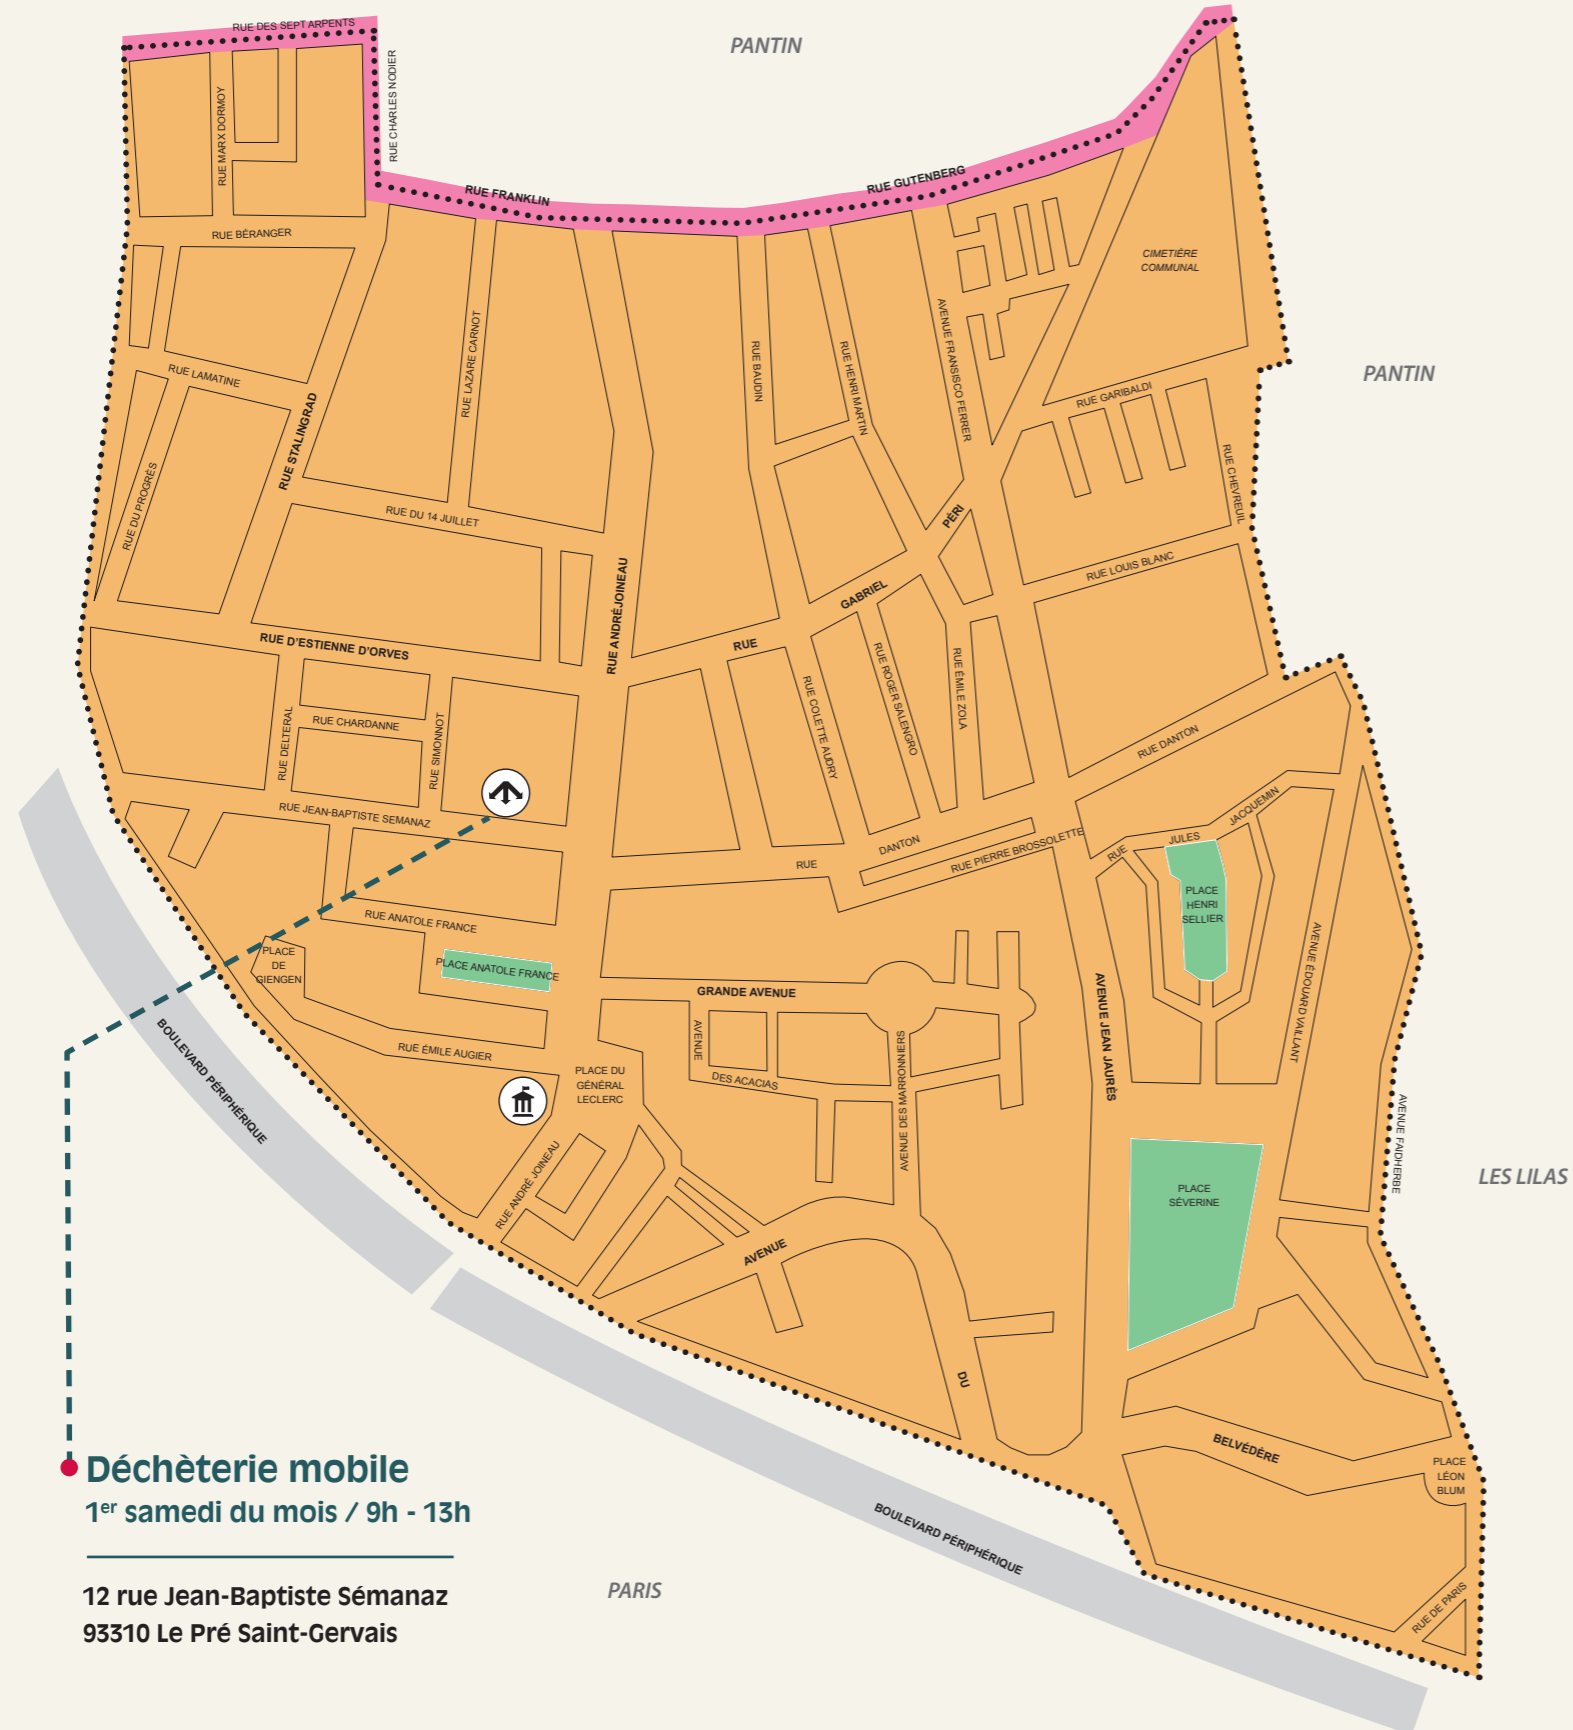 RUE DES SEPT ARPENTS
PANTIN
RUE CHARLES NODIER
RUE MARX DORMOY
RUE FRANKLIN
RUE GUTENBERG
RUE BÉRANGER
CIMETIÈRE
COMMUNAL
PANTIN
RUE LAMATINE
RUE STALINGRAD
RUE LAZARE CARNOT
RUE BAUDIN
RUE HENRI MARTIN
AVENUE FRANSISCO FERRER
RUE GARIBALDI
RUE CHEVREUIL
RUE DU PROGRÈS
RUE DU 14 JUILLET
PÉRI
RUE LOUIS BLANC
GABRIEL
RUE
RUE ANDRÉJOINEAU
RUE D'ESTIENNE D'ORVES
RUE DELTERAL
RUE CHARDANNE
RUE SIMONNOT
RUE COLETTE AUDRY
RUE ROGER SALENGRO
RUE ÉMILE ZOLA
RUE DANTON
RUE JEAN-BAPTISTE SEMANAZ
RUE
DANTON
RUE PIERRE BROSSOLETTE
RUE
JULES
JACQUEMIN
PLACE
HENRI
SELLIER
RUE ANATOLE FRANCE
PLACE ANATOLE FRANCE
PLACE
DE
GIENGEN
GRANDE AVENUE
AVENUE JEAN JAURÈS
AVENUE ÉDOUARD VAILLANT
BOULEVARD PÉRIPHÉRIQUE
RUE ÉMILE AUGIER
PLACE DU
GÉNÉRAL
LECLERC
AVENUE
DES ACACIAS
AVENUE DES MARRONNIERS
AVENUE FAIDHERBE
LES LILAS
RUE ANDRÉ JOINEAU
PLACE
SÉVERINE
AVENUE
DU
BELVÉDÈRE
PLACE
LÉON
BLUM
BOULEVARD PÉRIPHÉRIQUE
RUE DE PARIS
PARIS
Déchèterie mobile
1er samedi du mois / 9h - 13h
12 rue Jean-Baptiste Sémanaz
93310 Le Pré Saint-Gervais